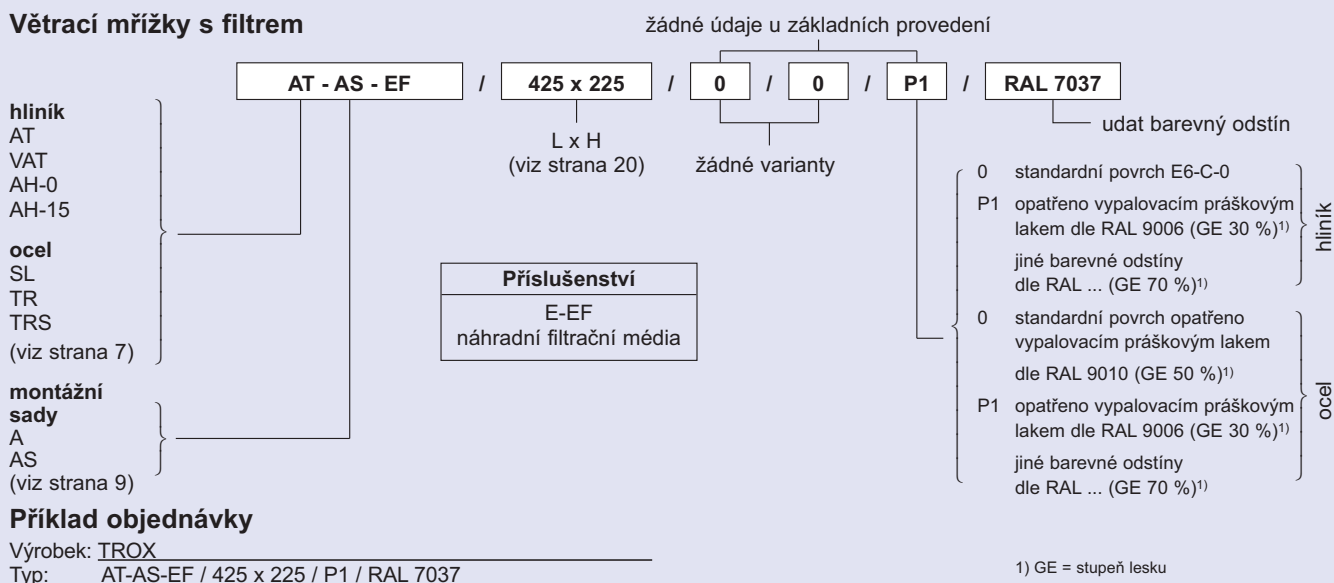 Větrací mřížky s filtrem
žádné údaje u základních provedení
AT - AS - EF / 425 x 225 / 0 / 0 / P1 / RAL 7037
udat barevný odstín
L x H
(viz strana 20)
žádné varianty
hliník
AT
VAT
AH-0
AH-15
ocel
SL
TR
TRS
(viz strana 7)
montážní
sady
A
AS
(viz strana 9)
Příslušenství
E-EF
náhradní filtrační média
0 standardní povrch E6-C-0
P1 opatřeno vypalovacím práškovým
lakem dle RAL 9006 (GE 30 %)1)
jiné barevné odstíny
dle RAL ... (GE 70 %)1)
hliník
0 standardní povrch opatřeno
vypalovacím práškovým lakem
dle RAL 9010 (GE 50 %)1)
P1 opatřeno vypalovacím práškovým
lakem dle RAL 9006 (GE 30 %)1)
jiné barevné odstíny
dle RAL ... (GE 70 %)1)
ocel
Příklad objednávky
Výrobek: TROX
Typ: AT-AS-EF / 425 x 225 / P1 / RAL 7037
1) GE = stupeň lesku